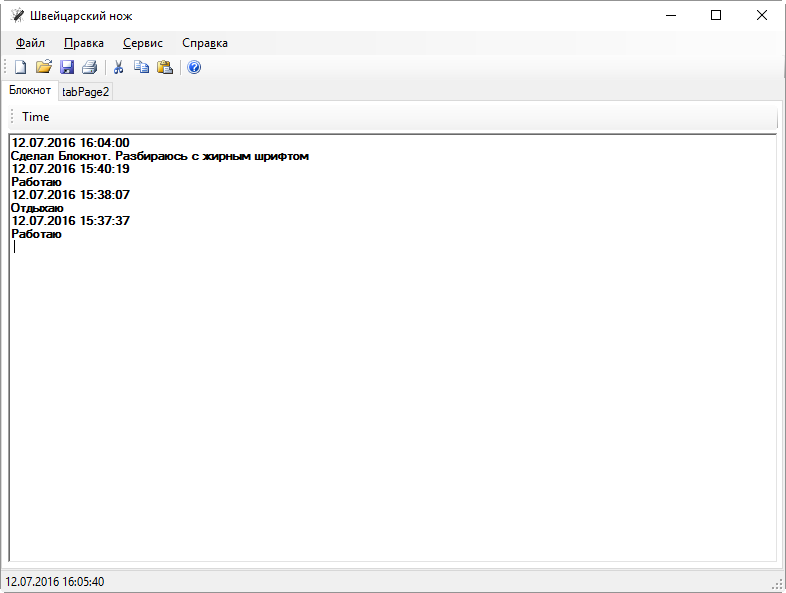 Швейцарский нож
Файл Правка Сервис Справка
Блокнот tabPage2
Time
12.07.2016 16:04:00
Сделал Блокнот. Разбираюсь с жирным шрифтом
12.07.2016 15:40:19
Работаю
12.07.2016 15:38:07
Отдыхаю
12.07.2016 15:37:37
Работаю
12.07.2016 16:05:40